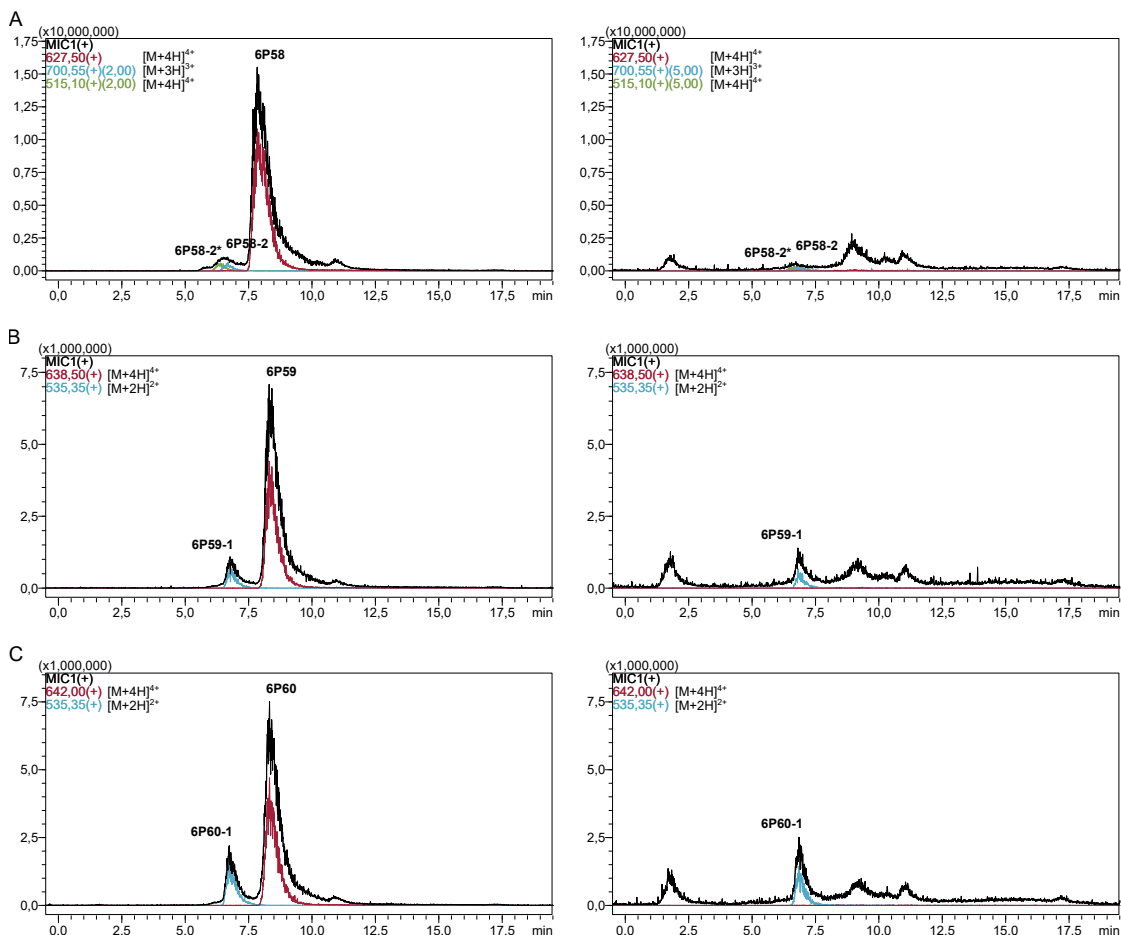 A
(x10,000,000)
MIC1(+)
627,50(+) [M+4H]4+
700,55(+)(2,00) [M+3H]3+
515,10(+)(2,00) [M+4H]4+
1,75
1,50
1,25
1,00
0,75
0,50
0,25
0,00
6P58
6P58-2*
6P58-2
0,0 2,5 5,0 7,5 10,0 12,5 15,0 17,5 min
(x10,000,000)
MIC1(+)
627,50(+) [M+4H]4+
700,55(+)(5,00) [M+3H]3+
515,10(+)(5,00) [M+4H]4+
1,75
1,50
1,25
1,00
0,75
0,50
0,25
0,00
6P58-2*
6P58-2
0,0 2,5 5,0 7,5 10,0 12,5 15,0 17,5 min
B
(x1,000,000)
MIC1(+)
638,50(+) [M+4H]4+
535,35(+) [M+2H]2+
7,5
5,0
2,5
0,0
6P59
6P59-1
0,0 2,5 5,0 7,5 10,0 12,5 15,0 17,5 min
(x1,000,000)
MIC1(+)
638,50(+) [M+4H]4+
535,35(+) [M+2H]2+
7,5
5,0
2,5
0,0
6P59-1
0,0 2,5 5,0 7,5 10,0 12,5 15,0 17,5 min
C
(x1,000,000)
MIC1(+)
642,00(+) [M+4H]4+
535,35(+) [M+2H]2+
7,5
5,0
2,5
0,0
6P60
6P60-1
0,0 2,5 5,0 7,5 10,0 12,5 15,0 17,5 min
(x1,000,000)
MIC1(+)
642,00(+) [M+4H]4+
535,35(+) [M+2H]2+
7,5
5,0
2,5
0,0
6P60-1
0,0 2,5 5,0 7,5 10,0 12,5 15,0 17,5 min